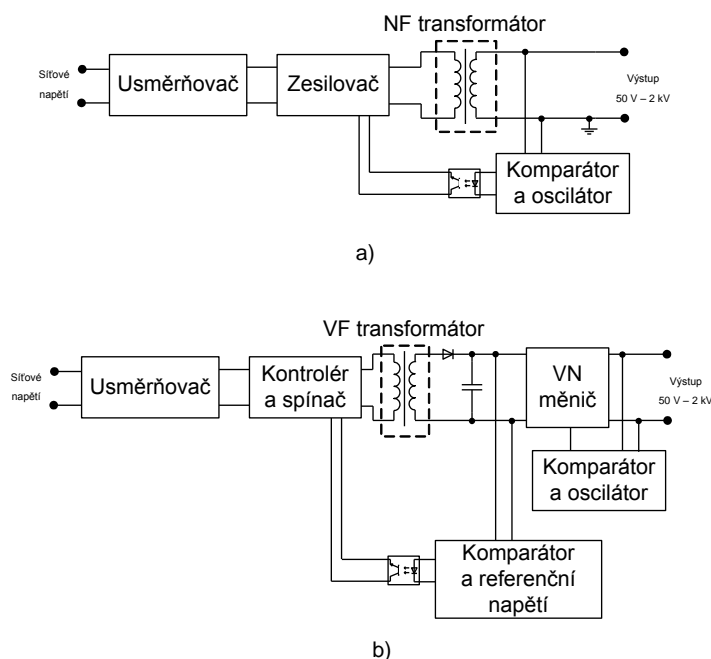 NF transformátor
Síťové
napětí
Usměrňovač
Zesilovač
Výstup
50 V – 2 kV
Komparátor
a oscilátor
a)
VF transformátor
Síťové
napětí
Usměrňovač
Kontrolér
a spínač
VN
měnič
Výstup
50 V – 2 kV
Komparátor
a oscilátor
Komparátor
a referenční
napětí
b)